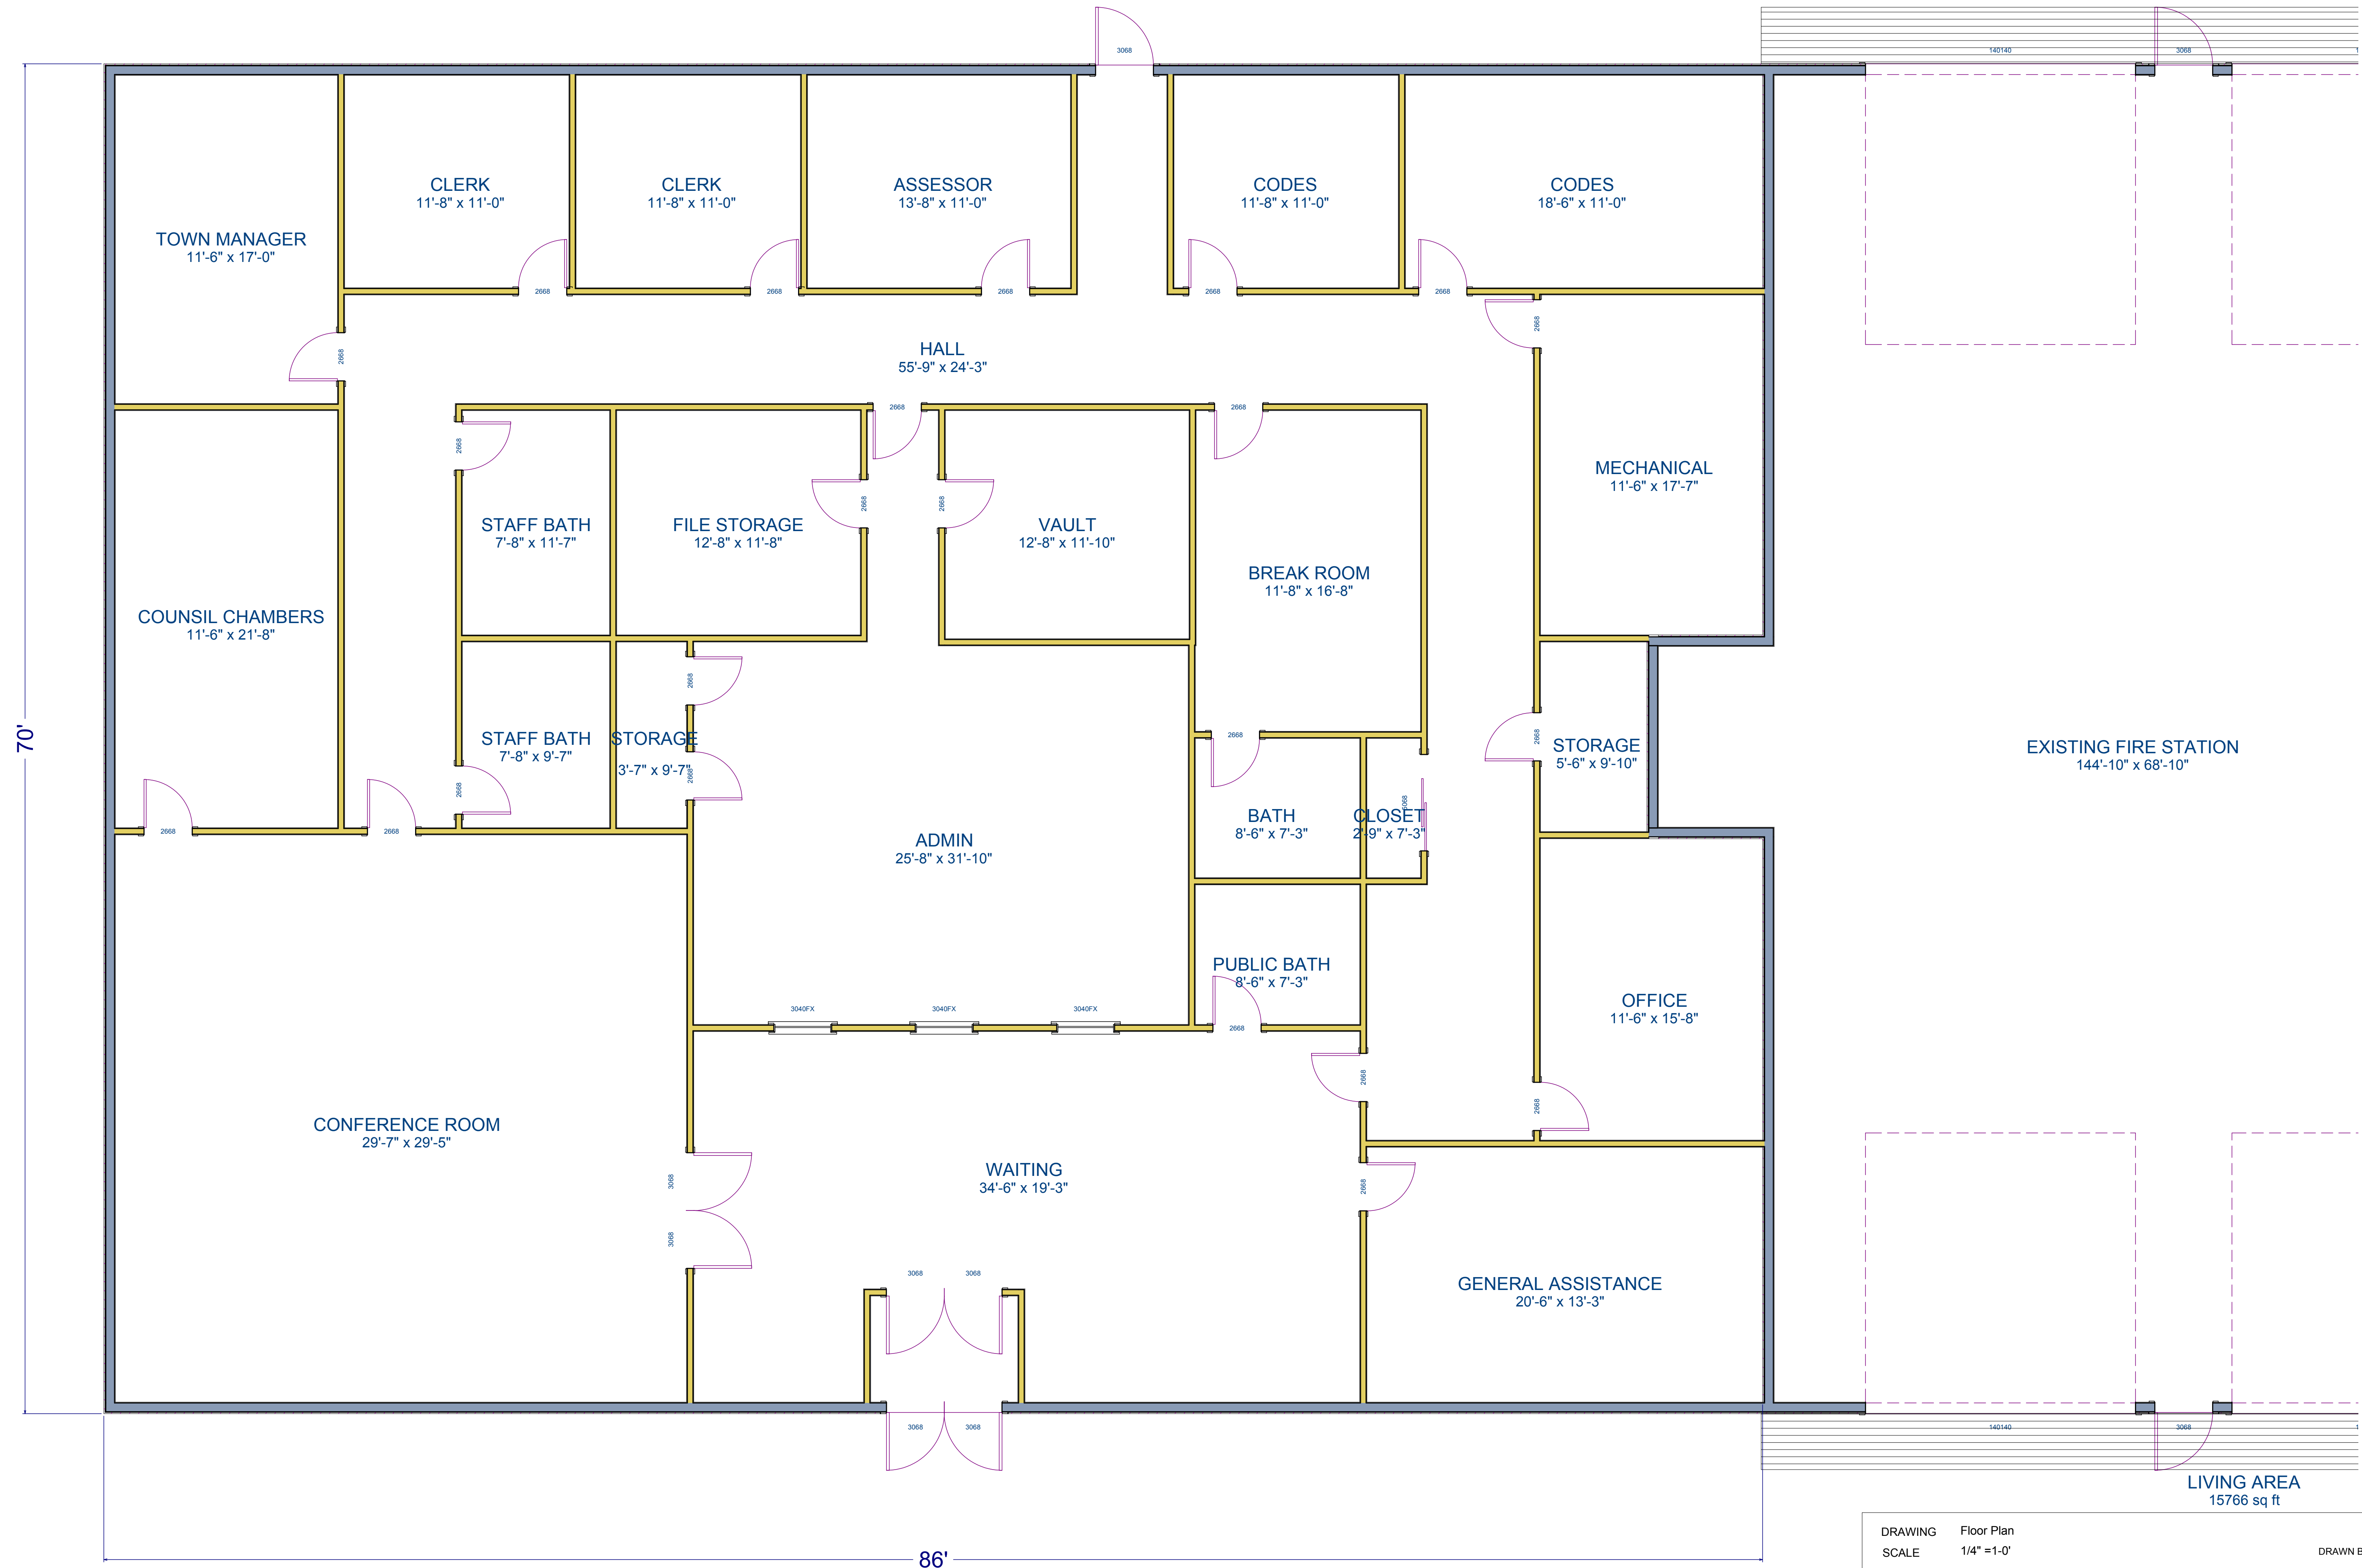 3068
140140
3068
CLERK
11'-8" x 11'-0"
CLERK
11'-8" x 11'-0"
ASSESSOR
13'-8" x 11'-0"
CODES
11'-8" x 11'-0"
CODES
18'-6" x 11'-0"
TOWN MANAGER
11'-6" x 17'-0"
2668
2668
2668
2668
2668
2668
2668
HALL
55'-9" x 24'-3"
2668
2668
2668
2668
2668
MECHANICAL
11'-6" x 17'-7"
STAFF BATH
7'-8" x 11'-7"
FILE STORAGE
12'-8" x 11'-8"
VAULT
12'-8" x 11'-10"
BREAK ROOM
11'-8" x 16'-8"
COUNSIL CHAMBERS
11'-6" x 21'-8"
2668
70'
STAFF BATH
7'-8" x 9'-7"
STORAGE
3'-7" x 9'-7"
2668
2668
2668
2668
STORAGE
5'-6" x 9'-10"
EXISTING FIRE STATION
144'-10" x 68'-10"
BATH
8'-6" x 7'-3"
CLOSET
2'-9" x 7'-3"
5068
2668
2668
ADMIN
25'-8" x 31'-10"
PUBLIC BATH
8'-6" x 7'-3"
OFFICE
11'-6" x 15'-8"
3040FX
3040FX
3040FX
2668
2668
2668
CONFERENCE ROOM
29'-7" x 29'-5"
3068
3068
WAITING
34'-6" x 19'-3"
2668
GENERAL ASSISTANCE
20'-6" x 13'-3"
3068
3068
3068
3068
140140
3068
LIVING AREA
15766 sq ft
DRAWING Floor Plan
SCALE 1/4" =1-0'
DRAWN B
86'